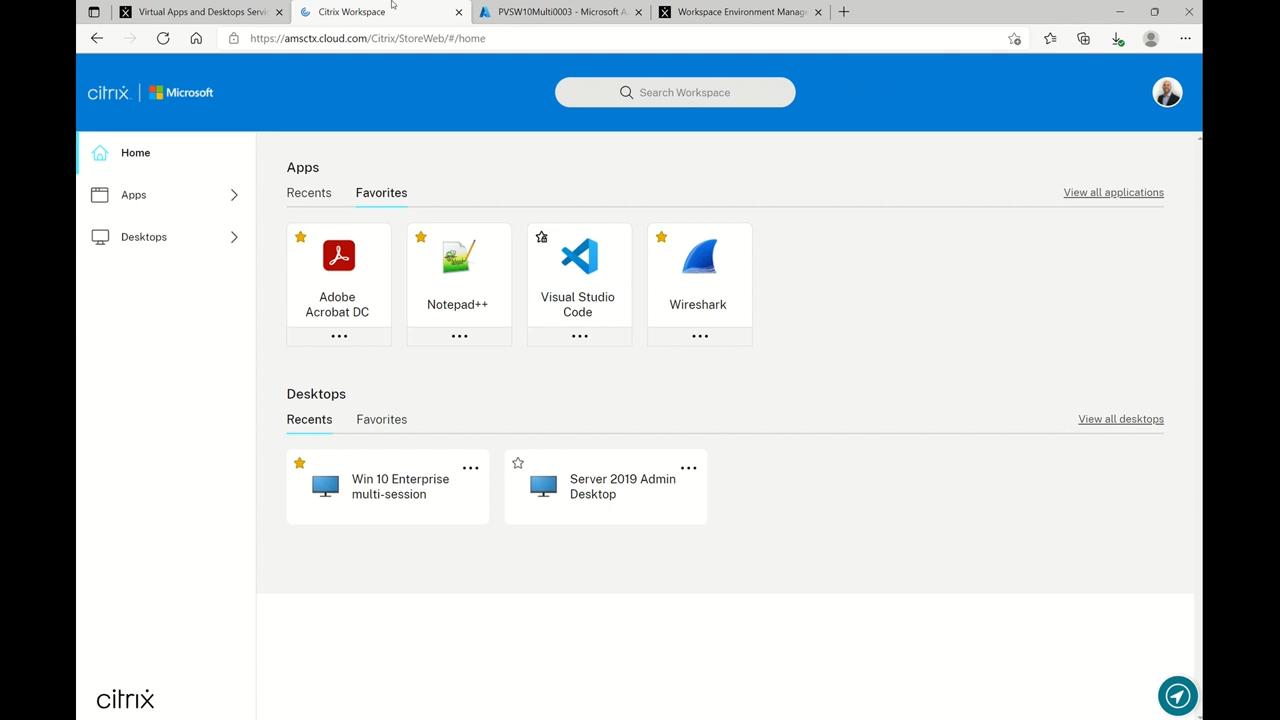 Virtual Apps and Desktops Servic
Citrix Workspace
PVSW10Multi0003 - Microsoft A
Workspace Environment Manage
https://amsctx.cloud.com/Citrix/StoreWeb/#/home
citrix | Microsoft
Search Workspace
Home
Apps
Desktops
Apps
Recents
Favorites
View all applications
Adobe
Acrobat DC
Notepad++
Visual Studio
Code
Wireshark
Desktops
Recents
Favorites
View all desktops
Win 10 Enterprise
multi-session
Server 2019 Admin
Desktop
citrix